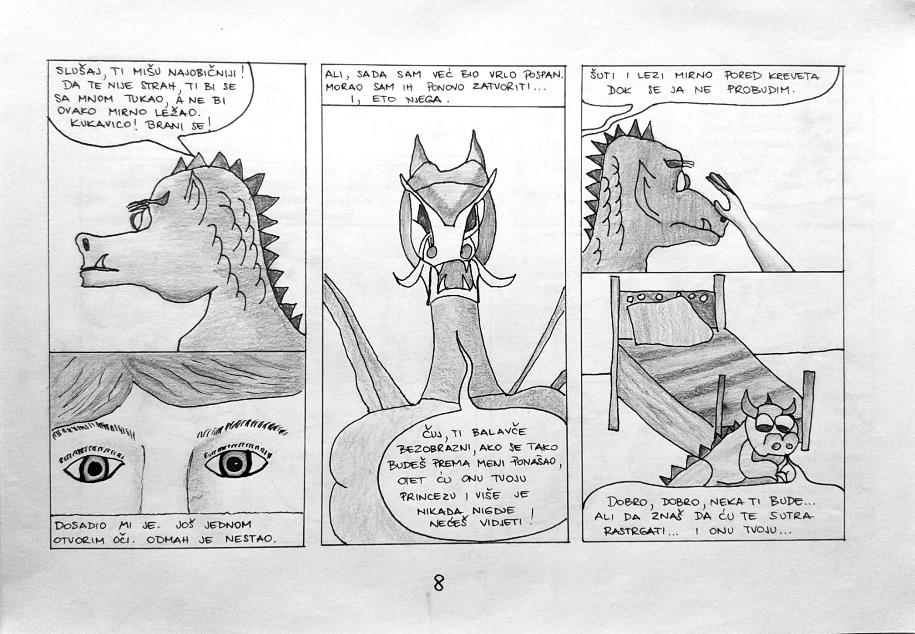 SLUŠAJ, TI MIŠU NAJOBIČNIJI!
DA TE NIJE STRAH, TI BI SE
SA MNOM TUKAO, A NE BI
OVAKO MIRNO LEŽAO.
KUKAVICO! BRANI SE!
DOSADIO MI JE. JOŠ JEDNOM
OTVORIM OČI. ODMAH JE NESTAO.
ALI, SADA SAM VEĆ BIO VRLO POSPAN.
MORAO SAM IH PONOVO ZATVORITI...
I, ETO NJEGA.
ČUJ, TI BALAVČE
BEZOBRAZNI, AKO SE TAKO
BUDEŠ PREMA MENI PONAŠAO,
OTET ĆU ONU TVOJU
PRINCEZU I VIŠE JE
NIKADA NIGDJE
NEĆEŠ VIDJETI!
ŠUTI I LEZI MIRNO PORED KREVETA
DOK SE JA NE PROBUDIM.
DOBRO, DOBRO, NEKA TI BUDE...
ALI DA ZNAŠ DA ĆU TE SUTRA
RASTRGATI... I ONU TVOJU...
8